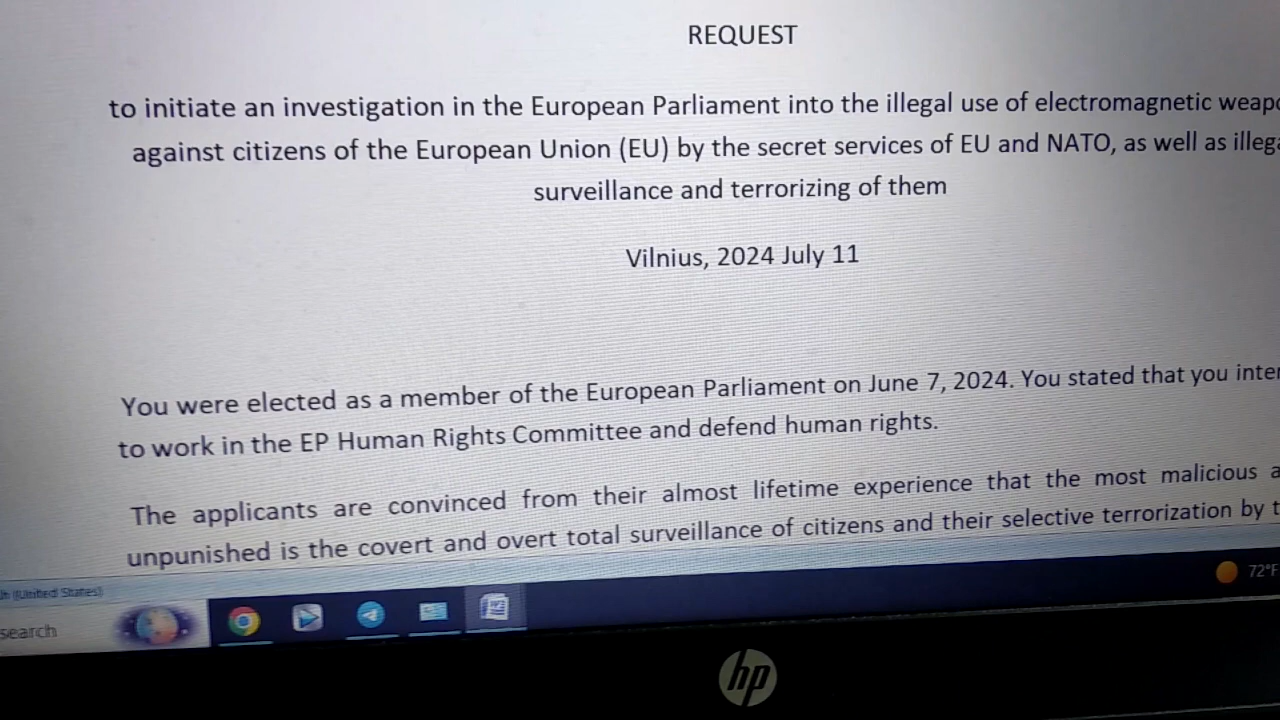 REQUEST
to initiate an investigation in the European Parliament into the illegal use of electromagnetic
against citizens of the European Union (EU) by the secret services of EU and NATO, as well as
surveillance and terrorizing of them
Vilnius, 2024 July 11
You were elected as a member of the European Parliament on June 7, 2024. You stated that you
to work in the EP Human Rights Committee and defend human rights.
The applicants are convinced from their almost lifetime experience that the most malicious
unpunished is the covert and overt total surveillance of citizens and their selective terrorization by
(United States)
search
72°F
hp